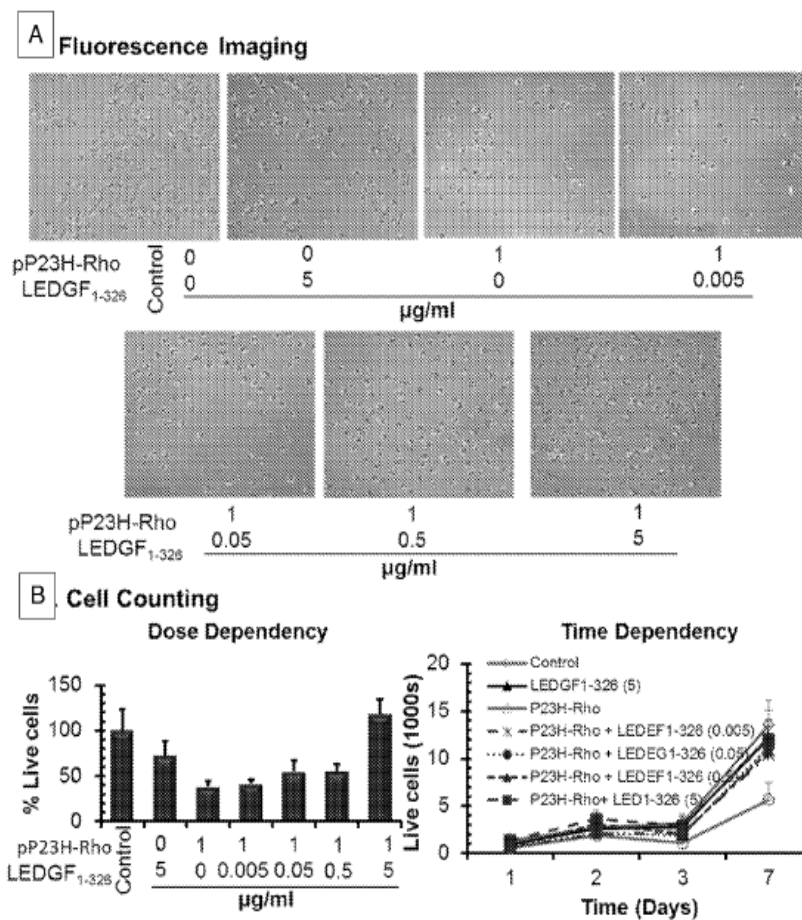 A Fluorescence Imaging
pP23H-Rho Control 0 0 1 1
LEDGF1-326 0 5 0 0.005
µg/ml
pP23H-Rho 1 1 1
LEDGF1-326 0.05 0.5 5
µg/ml
B . Cell Counting
Dose Dependency
150
100
50
0
% Live cells
pP23H-Rho Control 0 1 1 1 1 1
LEDGF1-326 5 0 0.005 0.05 0.5 5
µg/ml
Time Dependency
20
15
10
5
0
Live cells (1000s)
Control
LEDGF1-326 (5)
P23H-Rho
P23H-Rho + LEDEF1-326 (0.005)
P23H-Rho + LEDEG1-326 (0.05)
P23H-Rho + LEDEF1-326 (0.
P23H-Rho+ LED1-326 (5)
1 2 3 7
Time (Days)